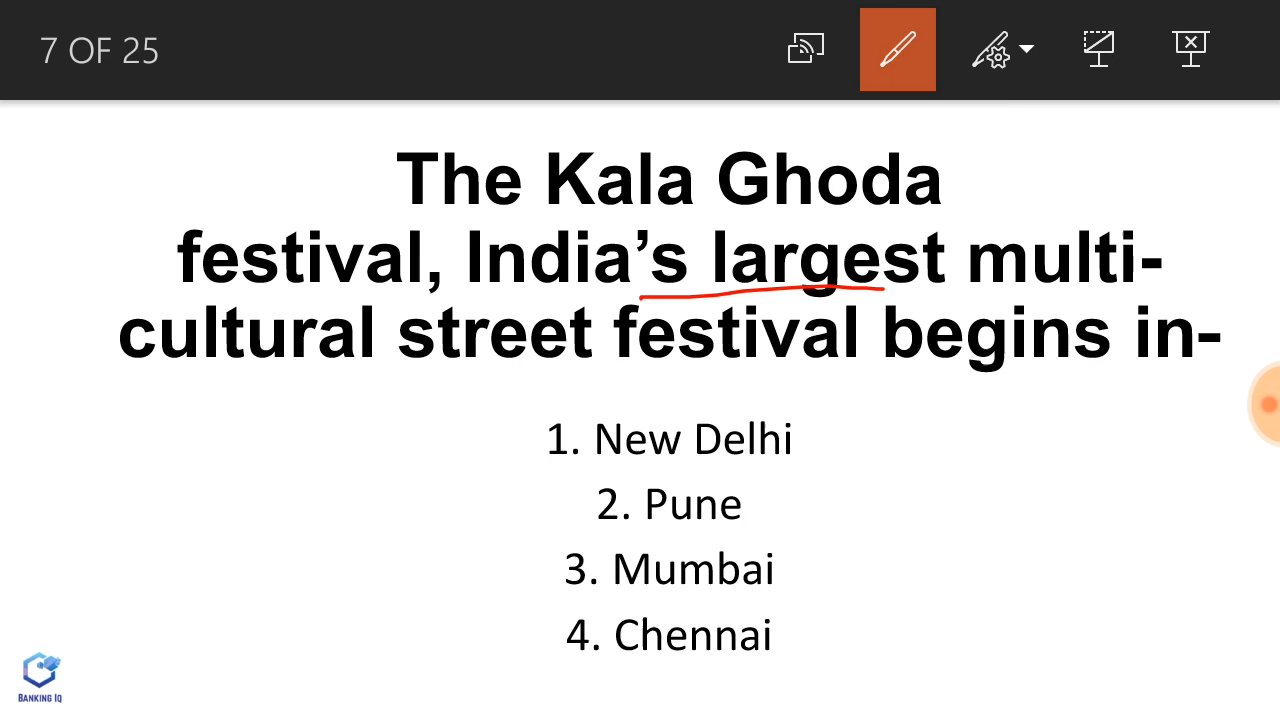 7 OF 25
The Kala Ghoda
festival, India’s largest multi-
cultural street festival begins in-
1. New Delhi
2. Pune
3. Mumbai
4. Chennai
BANKING IQ